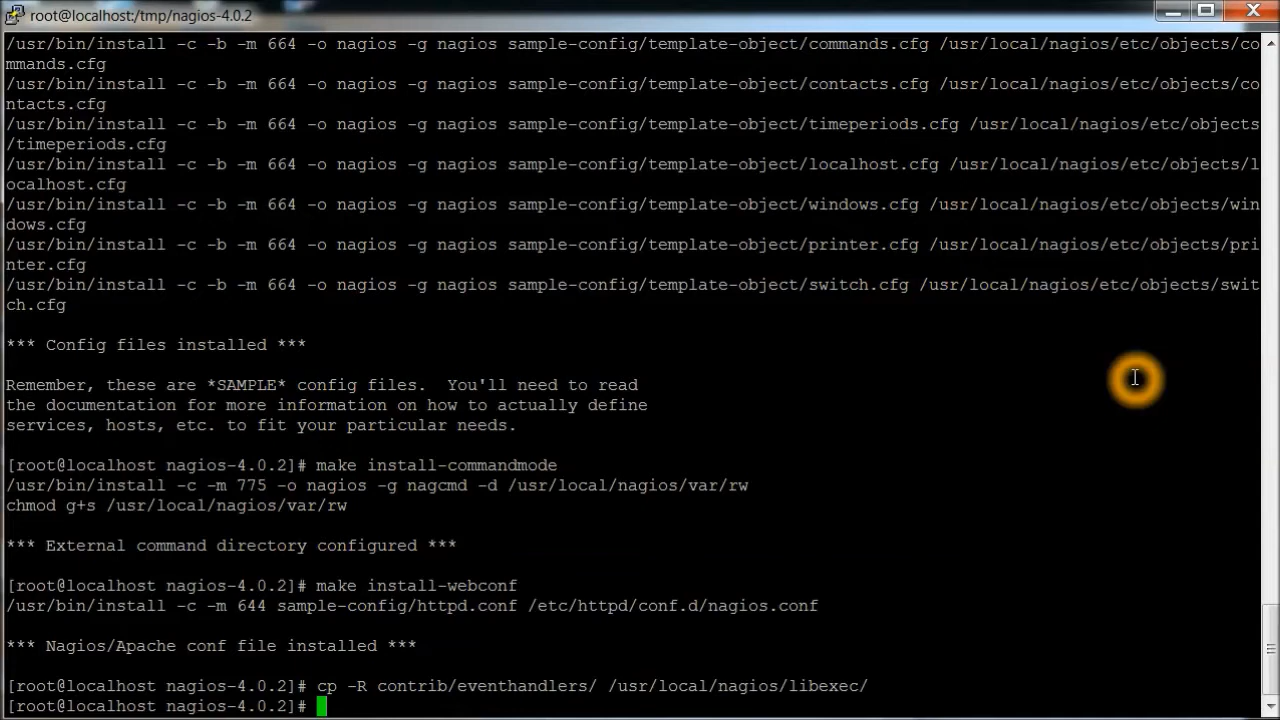 root@localhost:/tmp/nagios-4.0.2
/usr/bin/install -c -b -m 664 -o nagios -g nagios sample-config/template-object/commands.cfg /usr/local/nagios/etc/objects/co
mmands.cfg
/usr/bin/install -c -b -m 664 -o nagios -g nagios sample-config/template-object/contacts.cfg /usr/local/nagios/etc/objects/co
ntacts.cfg
/usr/bin/install -c -b -m 664 -o nagios -g nagios sample-config/template-object/timeperiods.cfg /usr/local/nagios/etc/objects
/timeperiods.cfg
/usr/bin/install -c -b -m 664 -o nagios -g nagios sample-config/template-object/localhost.cfg /usr/local/nagios/etc/objects/l
ocalhost.cfg
/usr/bin/install -c -b -m 664 -o nagios -g nagios sample-config/template-object/windows.cfg /usr/local/nagios/etc/objects/win
dows.cfg
/usr/bin/install -c -b -m 664 -o nagios -g nagios sample-config/template-object/printer.cfg /usr/local/nagios/etc/objects/pri
nter.cfg
/usr/bin/install -c -b -m 664 -o nagios -g nagios sample-config/template-object/switch.cfg /usr/local/nagios/etc/objects/swit
ch.cfg
*** Config files installed ***
Remember, these are *SAMPLE* config files.  You'll need to read
the documentation for more information on how to actually define
services, hosts, etc. to fit your particular needs.
[root@localhost nagios-4.0.2]# make install-commandmode
/usr/bin/install -c -m 775 -o nagios -g nagcmd -d /usr/local/nagios/var/rw
chmod g+s /usr/local/nagios/var/rw
*** External command directory configured ***
[root@localhost nagios-4.0.2]# make install-webconf
/usr/bin/install -c -m 644 sample-config/httpd.conf /etc/httpd/conf.d/nagios.conf
*** Nagios/Apache conf file installed ***
[root@localhost nagios-4.0.2]# cp -R contrib/eventhandlers/ /usr/local/nagios/libexec/
[root@localhost nagios-4.0.2]#